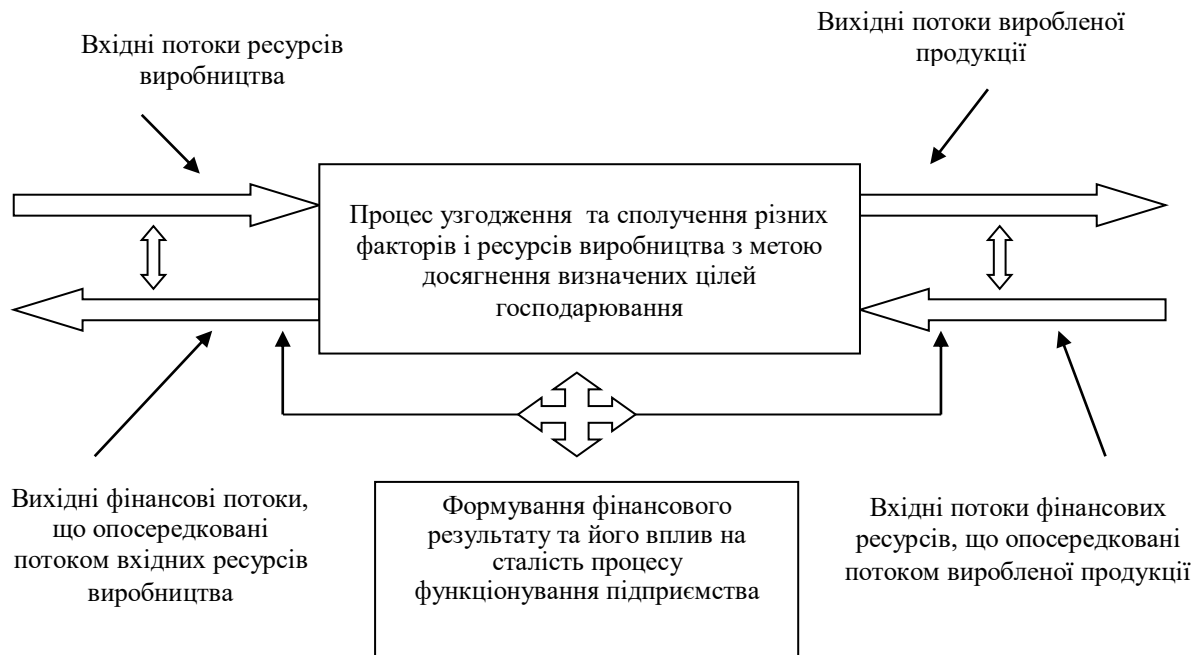 Вхідні потоки ресурсів
виробництва
Вихідні потоки виробленої
продукції
Процес узгодження та сполучення різних
факторів і ресурсів виробництва з метою
досягнення визначених цілей
господарювання
Вихідні фінансові потоки,
що опосередковані
потоком вхідних ресурсів
виробництва
Формування фінансового
результату та його вплив на
сталість процесу
функціонування підприємства
Вхідні потоки фінансових
ресурсів, що опосередковані
потоком виробленої продукції